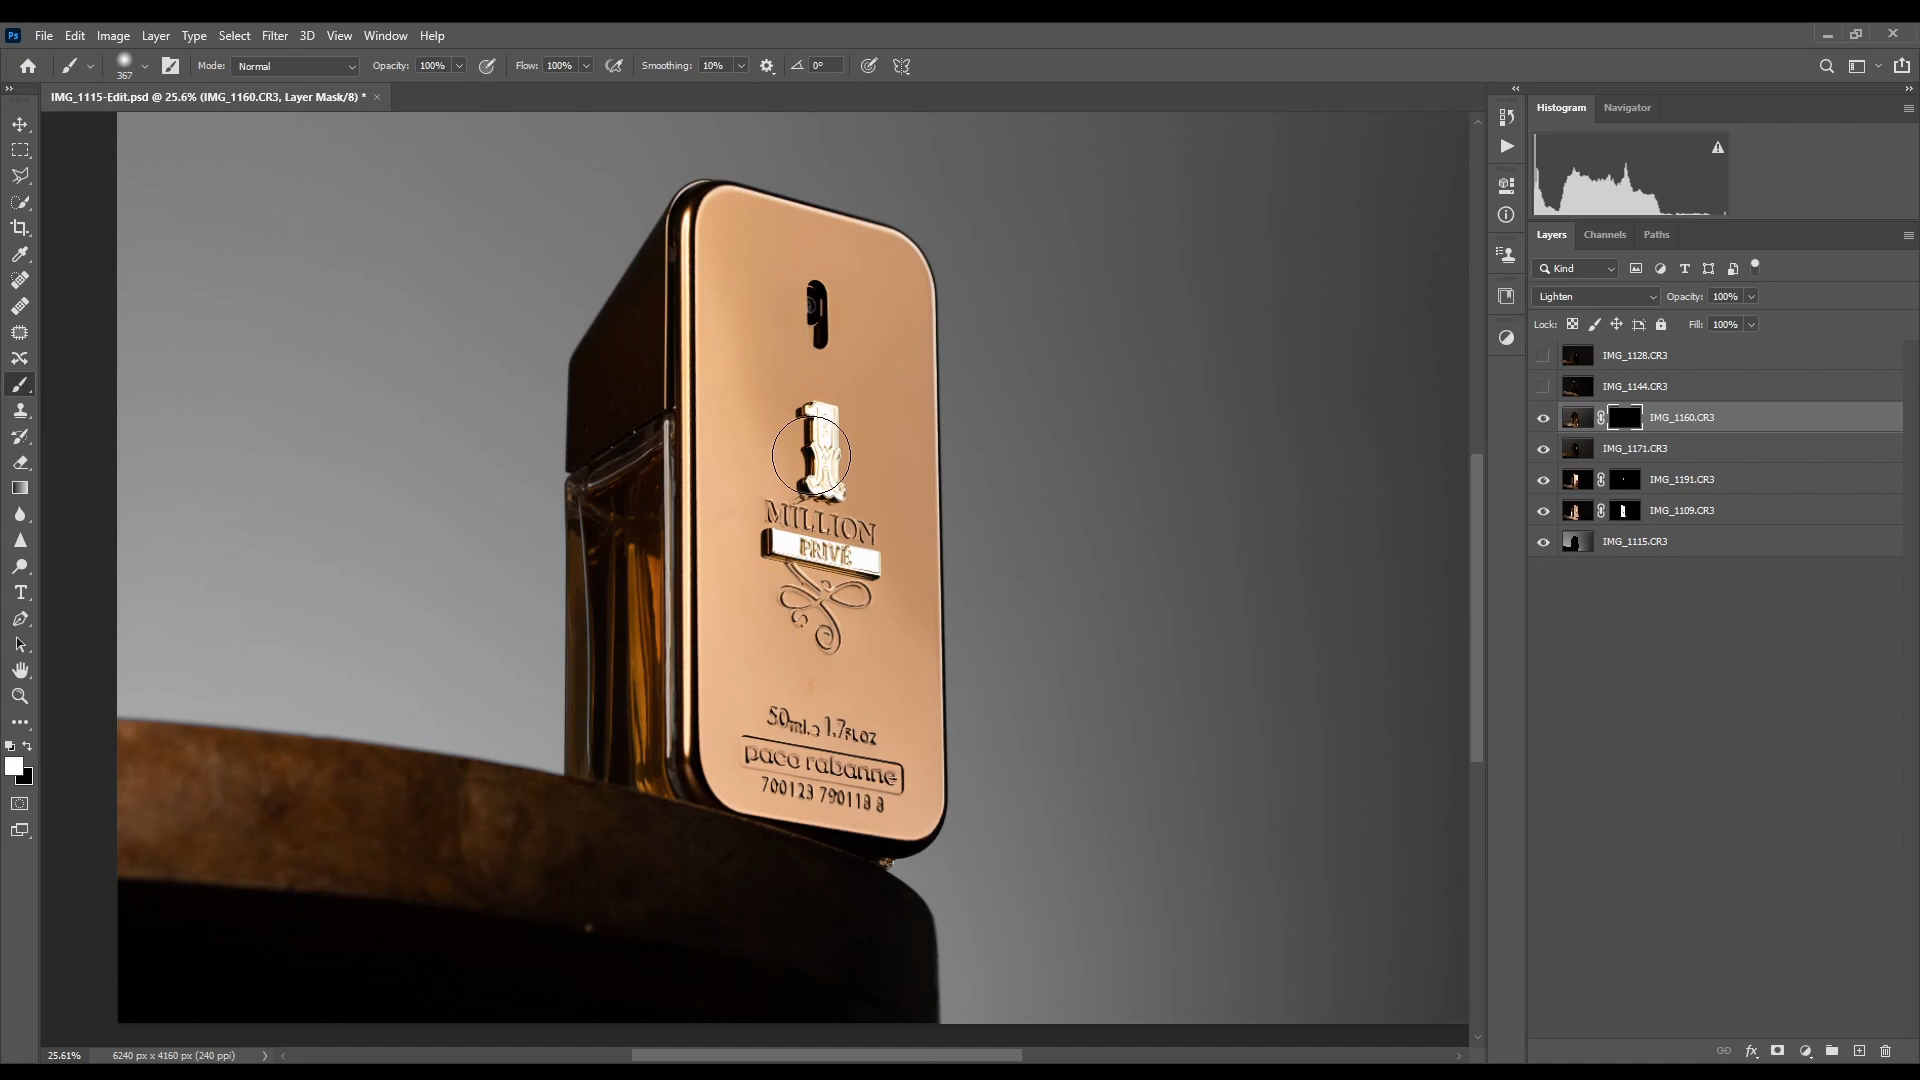 Ps File Edit Image Layer Type Select Filter 3D View Window Help
367 Mode: Normal Opacity: 100% Flow: 100% Smoothing: 10% 0°
IMG_1115-Edit.psd @ 25.6% (IMG_1160.CR3, Layer Mask/8) *
MILLION
PRIVÉ
50ml.e 1.7FL.OZ
paco rabanne
700123 790118 8
25.61% 6240 px x 4160 px (240 ppi)
Histogram Navigator
Layers Channels Paths
Kind
Lighten Opacity: 100%
Lock: Fill: 100%
IMG_1128.CR3
IMG_1144.CR3
IMG_1160.CR3
IMG_1171.CR3
IMG_1191.CR3
IMG_1109.CR3
IMG_1115.CR3
fx